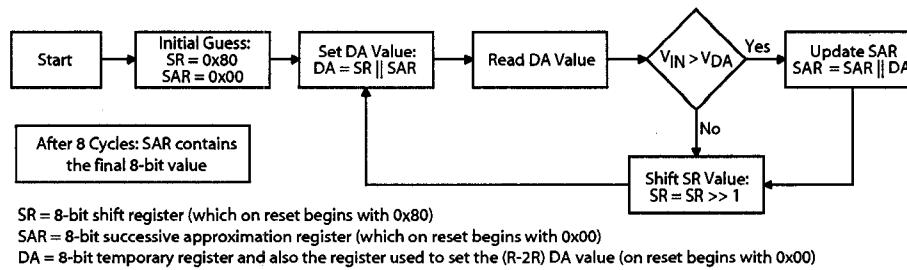 Start
Initial Guess:
SR = 0x80
SAR = 0x00
Set DA Value:
DA = SR || SAR
Read DA Value
VIN > VDA
Yes
Update SAR
SAR = SAR || DA
No
Shift SR Value:
SR = SR >> 1
After 8 Cycles: SAR contains
the final 8-bit value
SR = 8-bit shift register (which on reset begins with 0x80)
SAR = 8-bit successive approximation register (which on reset begins with 0x00)
DA = 8-bit temporary register and also the register used to set the (R-2R) DA value (on reset begins with 0x00)